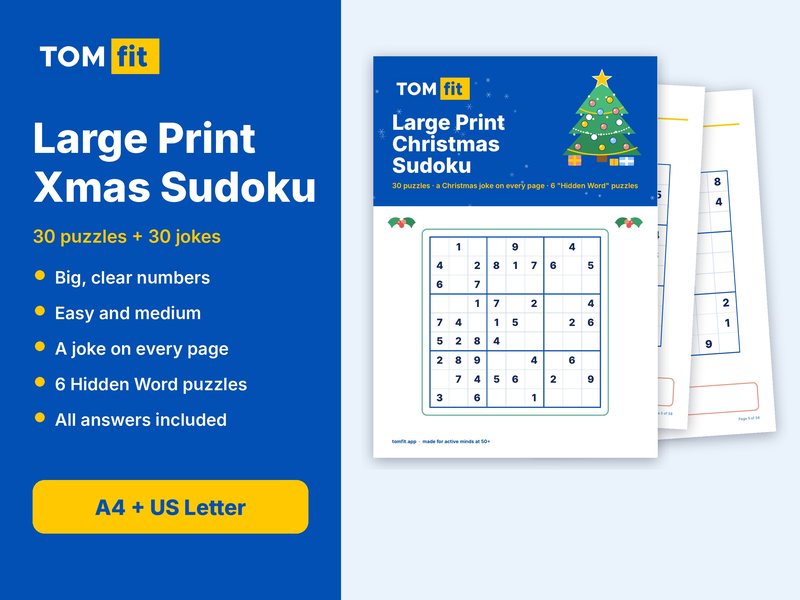 TOM fit
Large Print
Xmas Sudoku
30 puzzles + 30 jokes
Big, clear numbers
Easy and medium
A joke on every page
6 Hidden Word puzzles
All answers included
A4 + US Letter
TOM fit
Large Print
Christmas
Sudoku
30 puzzles · a Christmas joke on every page · 6 "Hidden Word" puzzles
1 9 4
4 2 8 1 7 6 5
6 7
1 7 2 4
7 4 1 5 2 6
5 2 8 4
2 8 9 4 6
7 4 5 6 2 9
3 6 1
tomfit.app · made for active minds at 50+
8
4
2
1
9